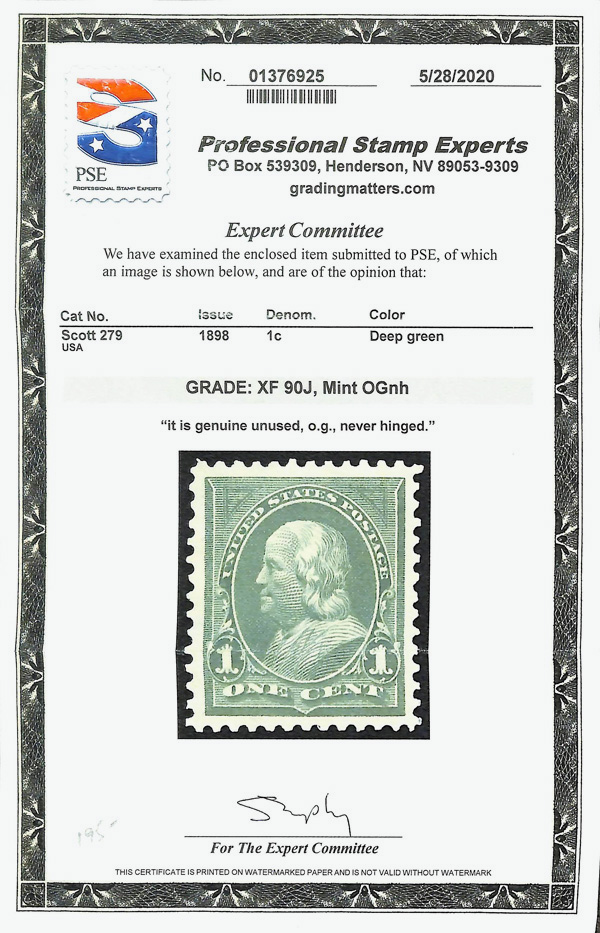 No. 01376925 5/28/2020
PSE
PROFESSIONAL STAMP EXPERTS
Professional Stamp Experts
PO Box 539309, Henderson, NV 89053-9309
gradingmatters.com
Expert Committee
We have examined the enclosed item submitted to PSE, of which
an image is shown below, and are of the opinion that:
Cat No. Issue Denom. Color
Scott 279 1898 1c Deep green
USA
GRADE: XF 90J, Mint OGnh
“it is genuine unused, o.g., never hinged.”
UNITED STATES POSTAGE
1 1
ONE CENT
For The Expert Committee
THIS CERTIFICATE IS PRINTED ON WATERMARKED PAPER AND IS NOT VALID WITHOUT WATERMARK